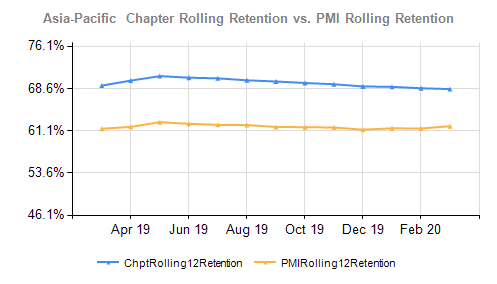 Asia-Pacific  Chapter Rolling Retention vs. PMI Rolling Retention
76.1%
68.6%
61.1%
53.6%
46.1%
Apr 19 Jun 19 Aug 19 Oct 19 Dec 19 Feb 20
ChptRolling12Retention PMIRolling12Retention